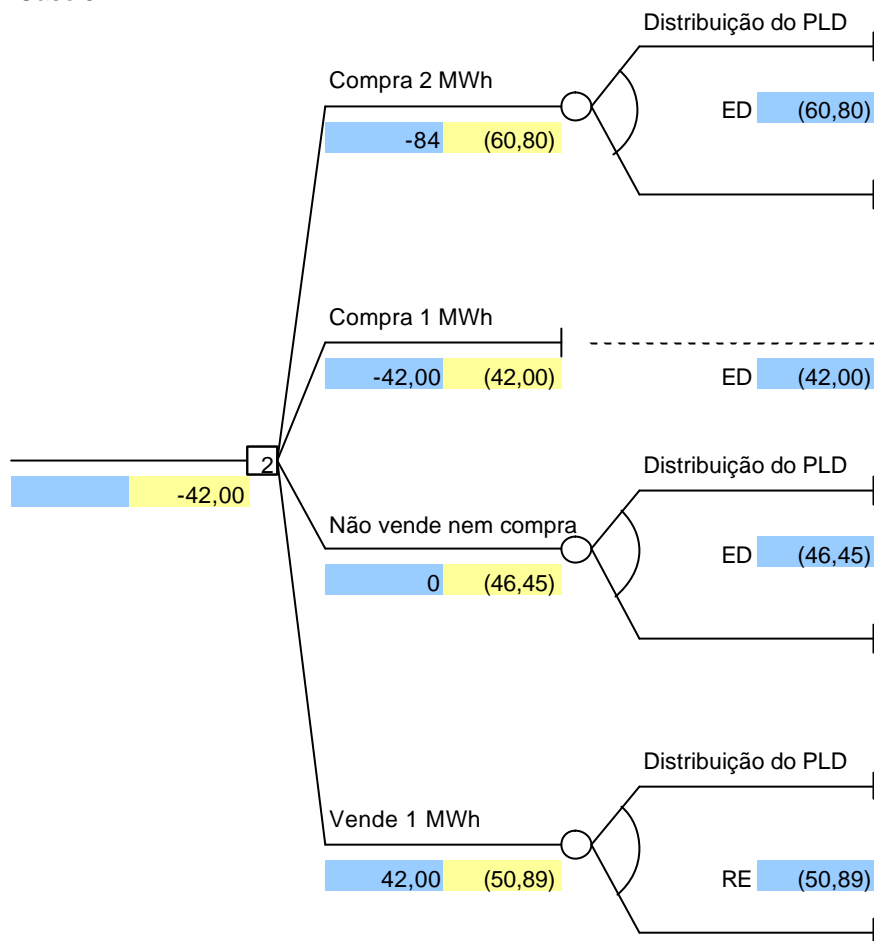 Distribuição do PLD
Compra 2 MWh
ED (60,80)
-84 (60,80)
Compra 1 MWh
-42,00 (42,00) ED (42,00)
2
Distribuição do PLD
-42,00
Não vende nem compra
ED (46,45)
0 (46,45)
Distribuição do PLD
Vende 1 MWh
42,00 (50,89) RE (50,89)